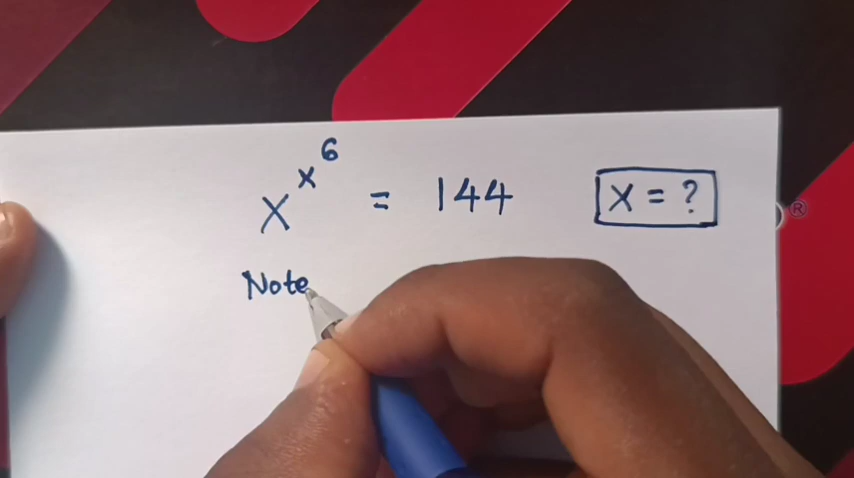 x^x^6 = 144 x = ?
Note
®